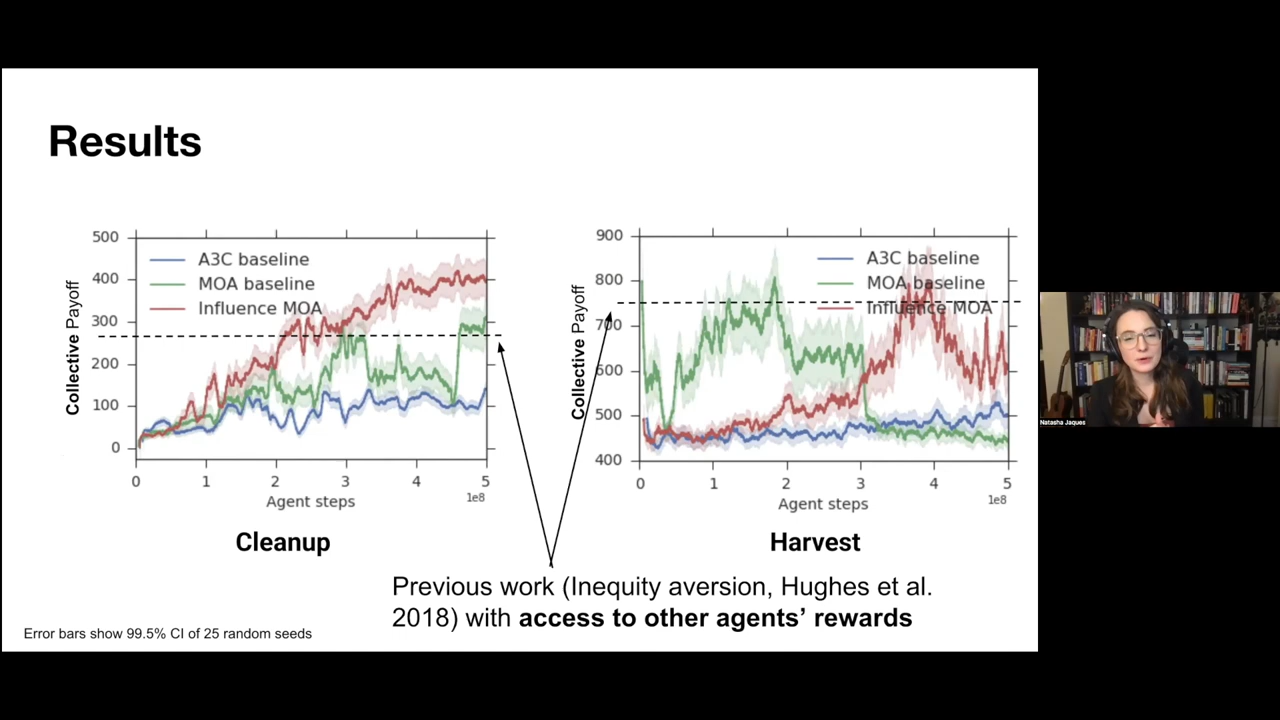 Results
500
400
300
200
100
0
Collective Payoff
A3C baseline
MOA baseline
Influence MOA
0 1 2 3 4 5
1e8
Agent steps
Cleanup
900
800
700
600
500
400
Collective Payoff
A3C baseline
MOA baseline
Influence MOA
0 1 2 3 4 5
1e8
Agent steps
Harvest
Previous work (Inequity aversion, Hughes et al.
2018) with access to other agents’ rewards
Error bars show 99.5% CI of 25 random seeds
Natasha Jaques